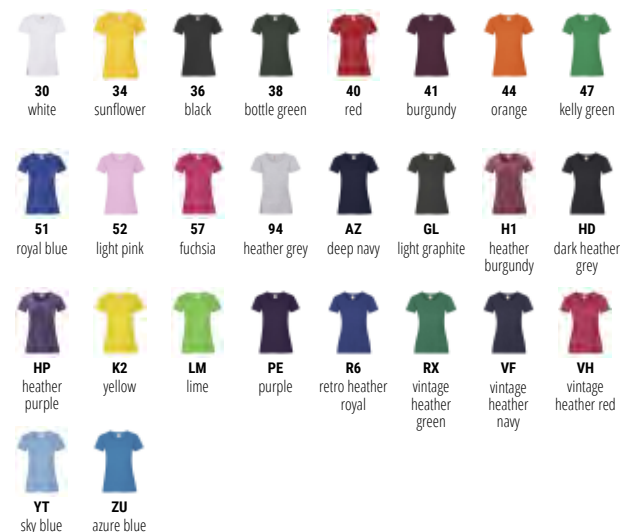 30 34 36 38 40 41 44 47
white sunflower black bottle green red burgundy orange kelly green
51 52 57 94 AZ GL H1 HD
royal blue light pink fuchsia heather grey deep navy light graphite heather dark heather
burgundy grey
HP K2 LM PE R6 RX VF VH
heather yellow lime purple retro heather vintage vintage vintage
purple royal heather heather heather red
green navy
YT ZU
sky blue azure blue